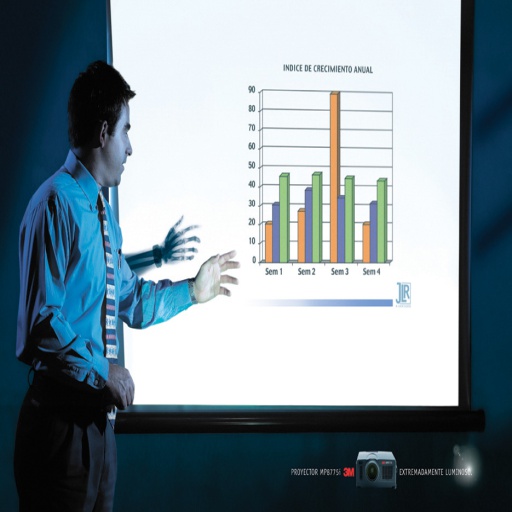 INDICE DE CRECIMIENTO ANUAL
90
80
70
60
50
40
30
20
10
0
Sem 1 Sem 2 Sem 3 Sem 4
JLR
PROYECTOR MP8775i 3M EXTREMADAMENTE LUMINOSO.